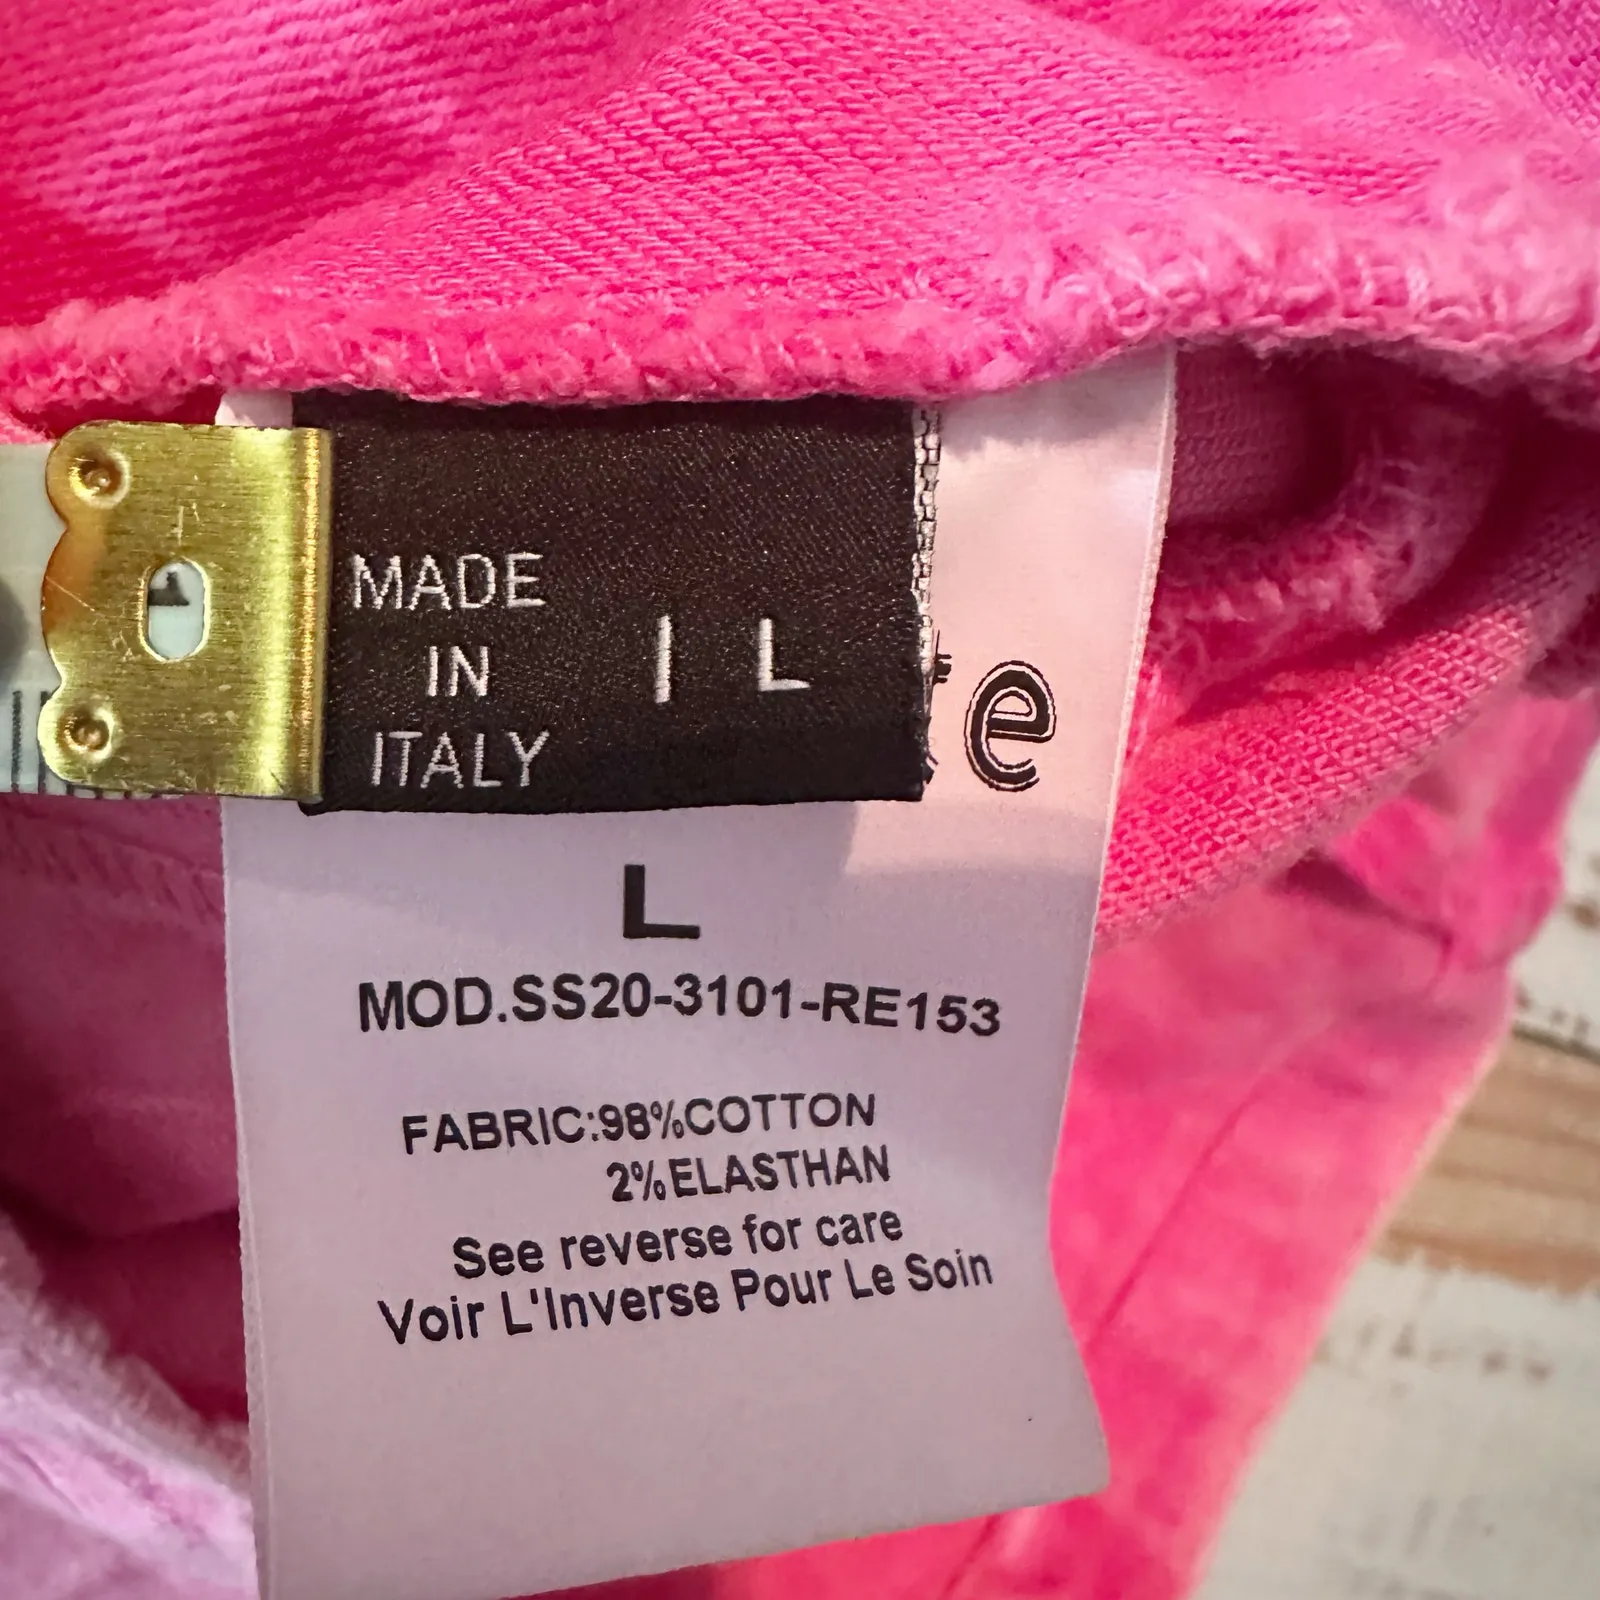 MADE
IN
ITALY
| L
e
L
MOD.SS20-3101-RE153
FABRIC:98%COTTON
2%ELASTHAN
See reverse for care
Voir L'Inverse Pour Le Soin
1